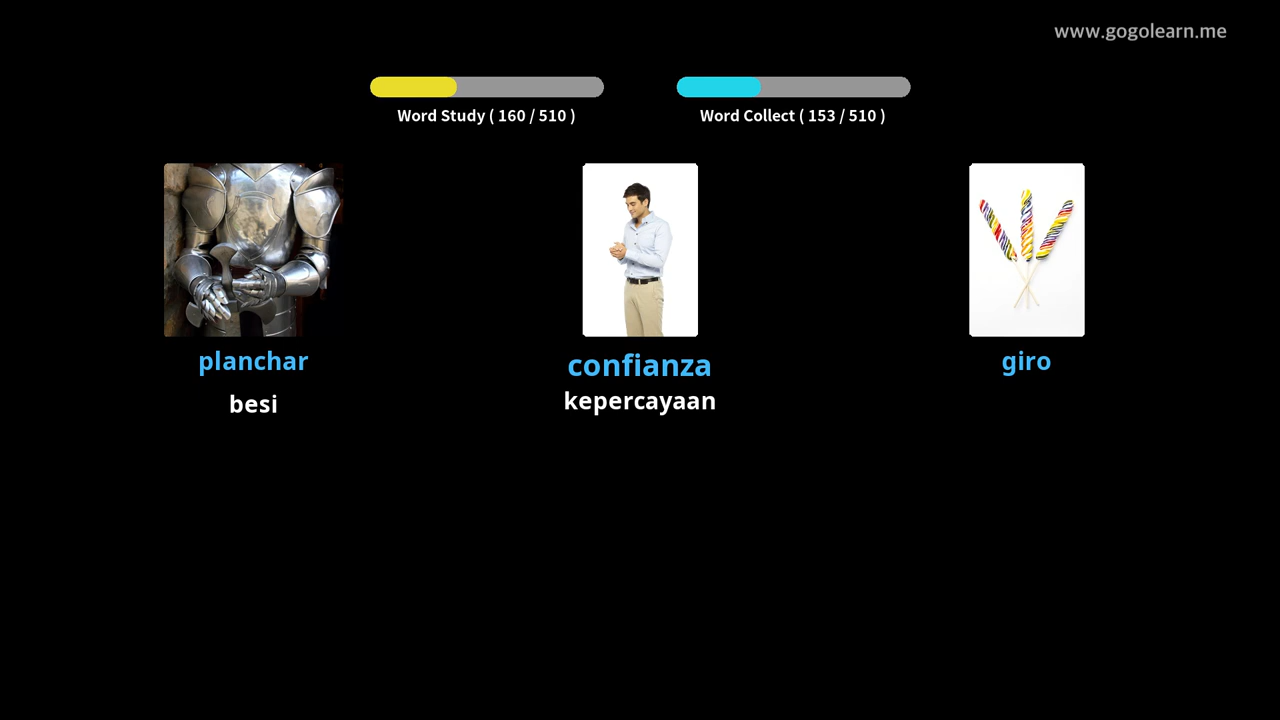 www.gogolearn.me
Word Study ( 160 / 510 )
Word Collect ( 153 / 510 )
planchar
confianza
giro
besi
kepercayaan